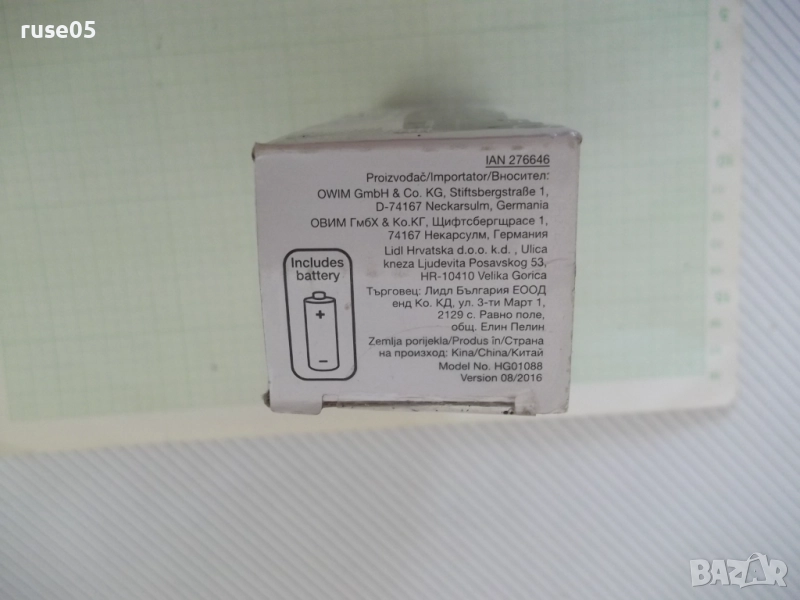 ruse05
IAN 276646
Proizvođač/Importator/Вносител:
OWIM GmbH & Co. KG, Stiftsbergstraße 1,
D-74167 Neckarsulm, Germania
ОВИМ ГмбХ & Ко.КГ, Щифтсбергщрасе 1,
74167 Некарсулм, Германия
Lidl Hrvatska d.o.o. k.d. , Ulica
kneza Ljudevita Posavskog 53,
HR-10410 Velika Gorica
Търговец: Лидл България ЕООД
енд Ко. КД, ул. 3-ти Март 1,
2129 с. Равно поле,
общ. Елин Пелин
Zemlja porijekla/Produs în/Страна
на произход: Kina/China/Китай
Model No. HG01088
Version 08/2016
Includes
battery
+
–
BAZAR